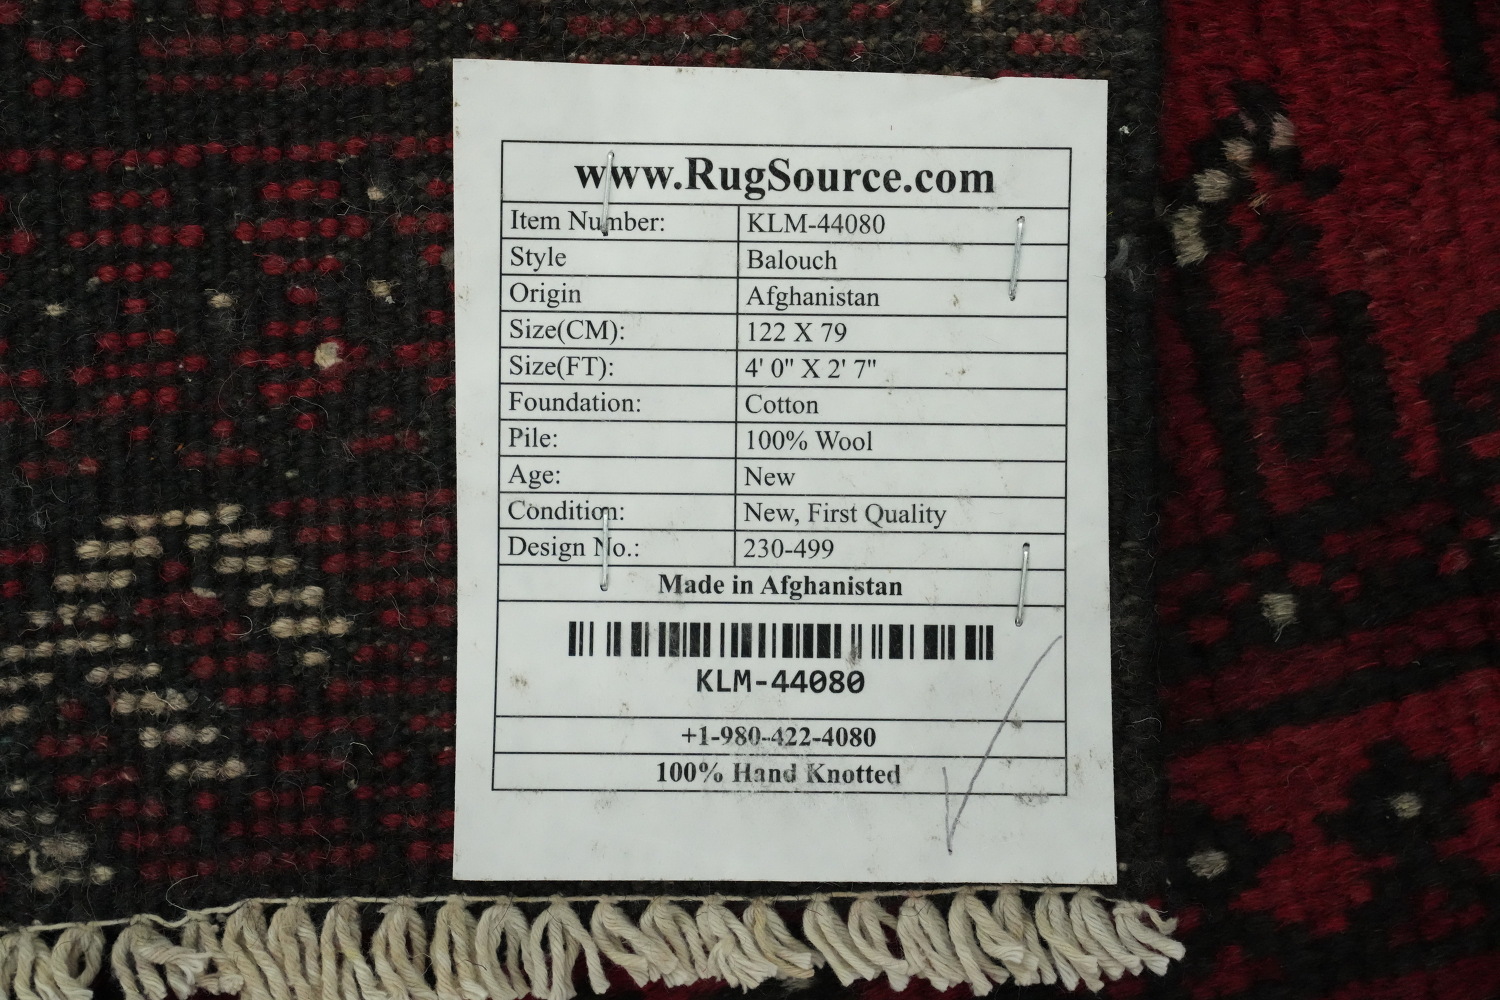 www.RugSource.com
Item Number: KLM-44080
Style Balouch
Origin Afghanistan
Size(CM): 122 X 79
Size(FT): 4' 0" X 2' 7"
Foundation: Cotton
Pile: 100% Wool
Age: New
Condition: New, First Quality
Design No.: 230-499
Made in Afghanistan
KLM-44080
+1-980-422-4080
100% Hand Knotted